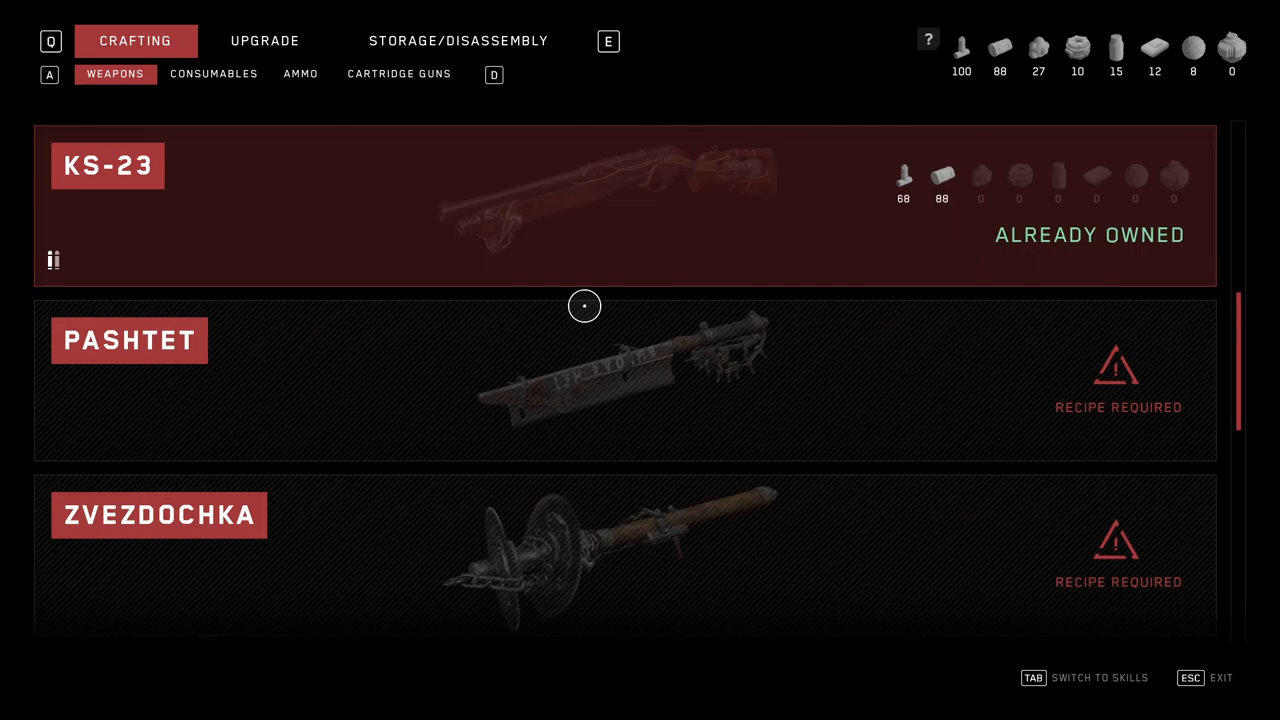 Q CRAFTING UPGRADE STORAGE/DISASSEMBLY E ?
A WEAPONS CONSUMABLES AMMO CARTRIDGE GUNS D
100 88 27 10 15 12 8 0
KS-23
68 88 0 0 0 0 0 0
ALREADY OWNED
PASHTET
RECIPE REQUIRED
ZVEZDOCHKA
RECIPE REQUIRED
TAB SWITCH TO SKILLS ESC EXIT